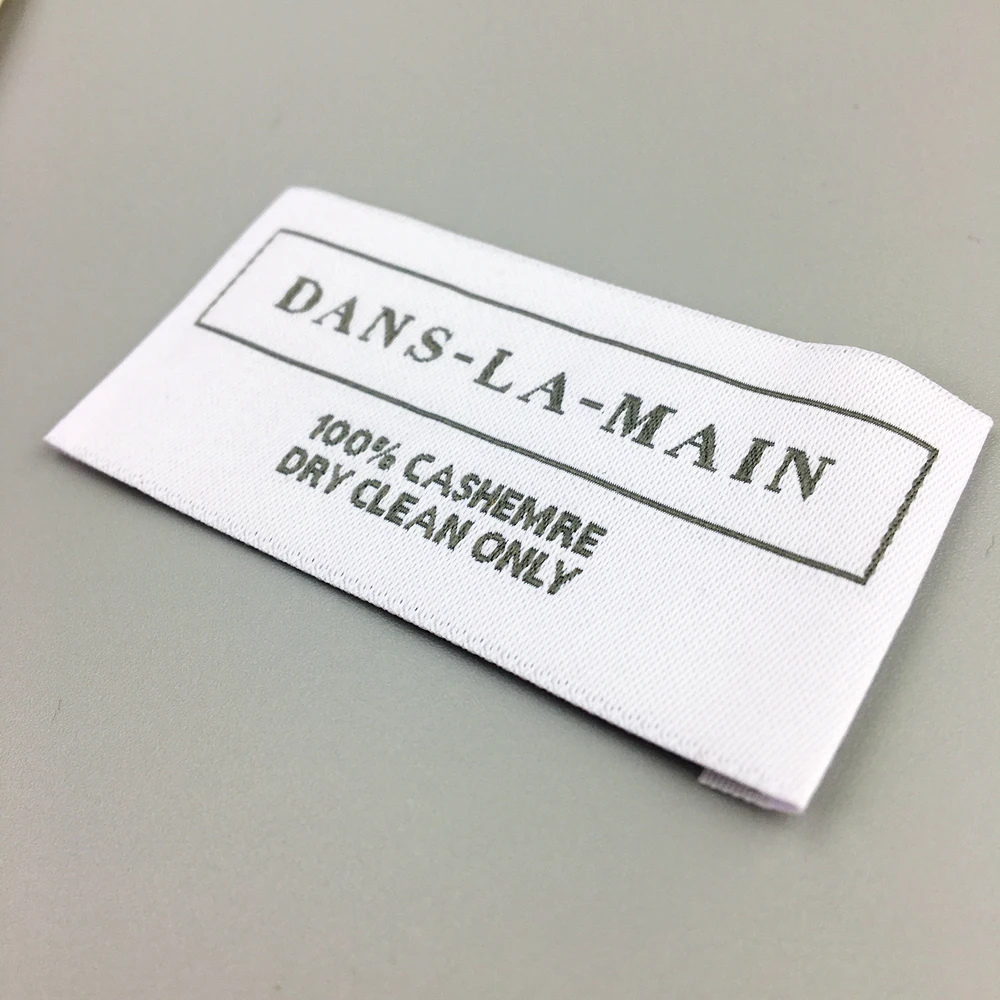 DANS-LA-MAIN
100% CASHEMRE
DRY CLEAN ONLY